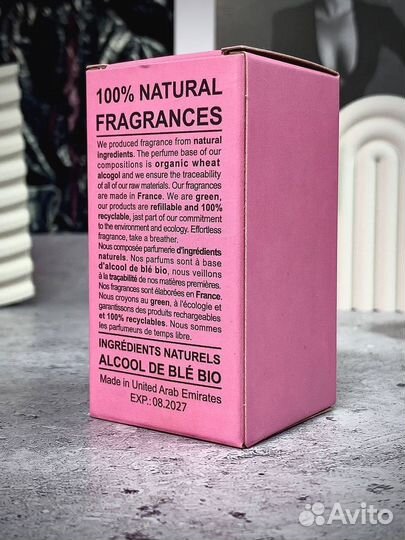 100% NATURAL
FRAGRANCES
We produced fragrance from natural
ingredients. The perfume base of our
compositions is organic wheat
alcogol and we ensure the traceability
of all of our raw materials. Our fragrances
are made in France. We are green,
our products are refillable and 100%
recyclable, jast part of our commitment
to the environment and ecology. Effortless
fragrance, take a breather.
Nous composée parfumerie d'ingrédients
naturels. Nos parfums sont à base
d'alcool de blé bio, nous veillons
à la traçabilité de nos matières premières.
Nos fragrances sont élaborées en France.
Nous croyons au green, à l'écologie et
garantissons des produits rechargeables
et 100% recyclables. Nous sommes
les parfumeurs de temps libre.
INGRÉDIENTS NATURELS
ALCOOL DE BLÉ BIO
Made in United Arab Emirates
EXP.: 08.2027
Avito